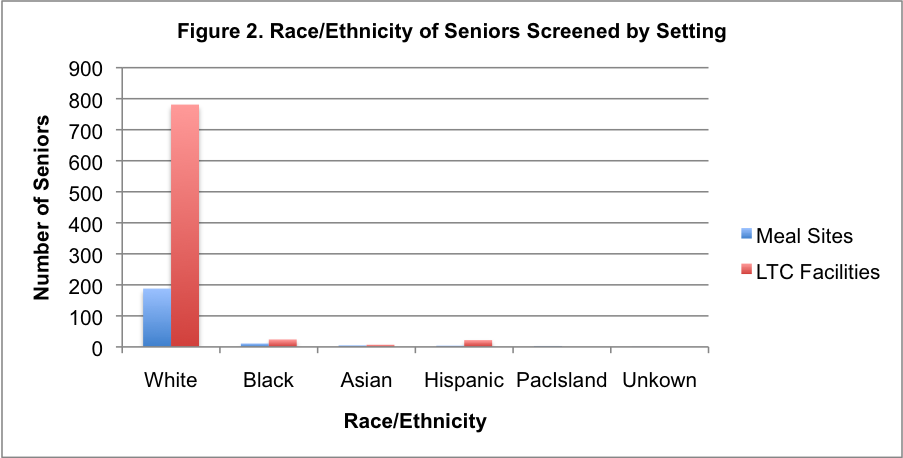 Figure 2. Race/Ethnicity of Seniors Screened by Setting
900
800
700
600
500
400
300
200
100
0
Number of Seniors
White Black Asian Hispanic PacIsland Unkown
Race/Ethnicity
Meal Sites
LTC Facilities